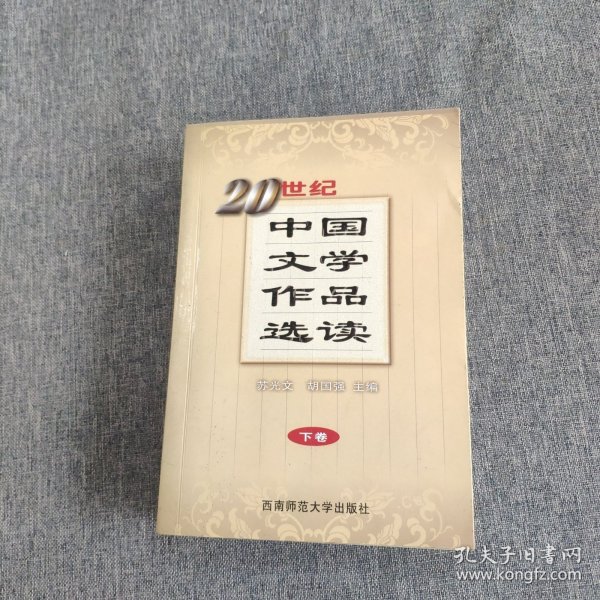 20世纪
中国
文学
作品
选读
苏光文 胡国强 主编
下卷
西南师范大学出版社
孔夫子旧书网
www.kongfz.com